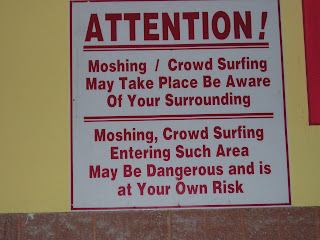 ATTENTION!
Moshing / Crowd Surfing
May Take Place Be Aware
Of Your Surrounding
Moshing, Crowd Surfing
Entering Such Area
May Be Dangerous and is
at Your Own Risk